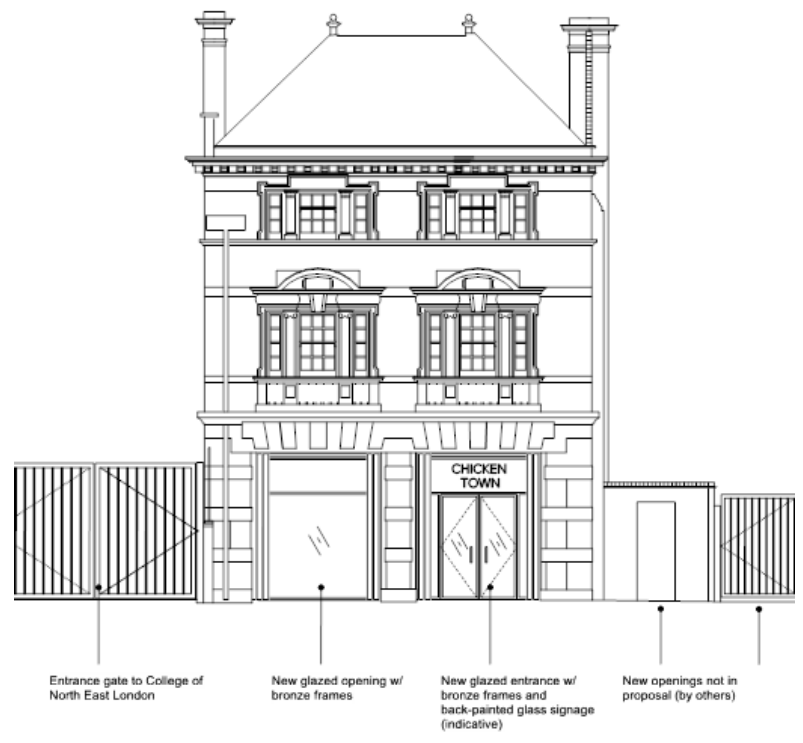 CHICKEN
TOWN
Entrance gate to College of
North East London
New glazed opening w/
bronze frames
New glazed entrance w/
bronze frames and
back-painted glass signage
(indicative)
New openings not in
proposal (by others)